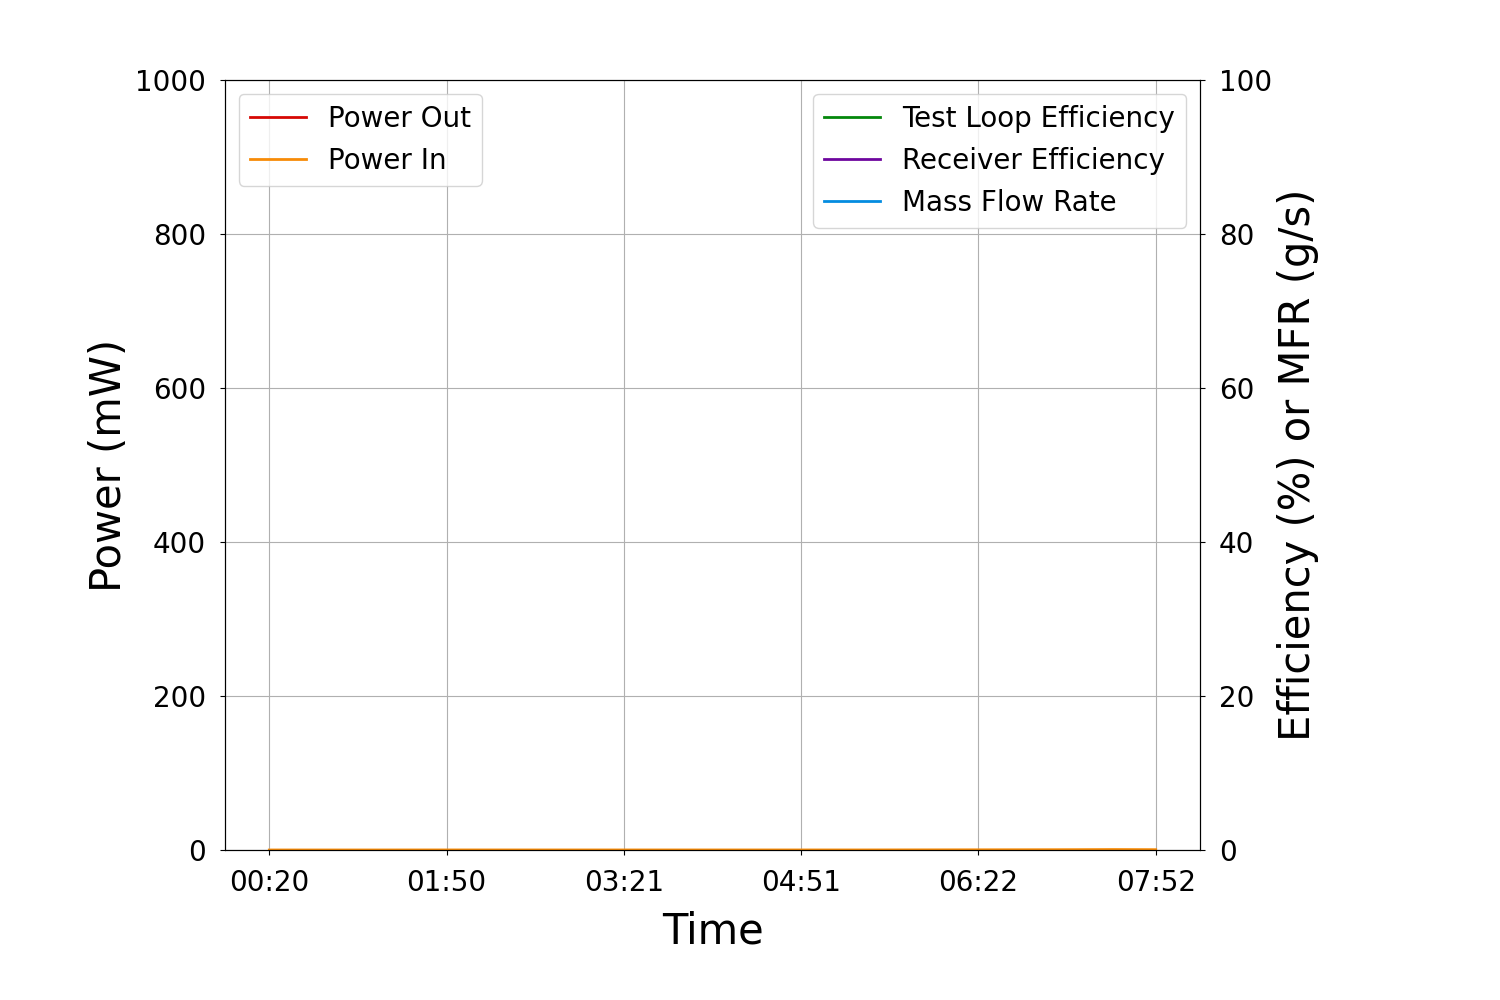 1000
800
600
400
200
0
Power (mW)
Power Out
Power In
Test Loop Efficiency
Receiver Efficiency
Mass Flow Rate
100
80
60
40
20
0
Efficiency (%) or MFR (g/s)
00:20 01:50 03:21 04:51 06:22 07:52
Time